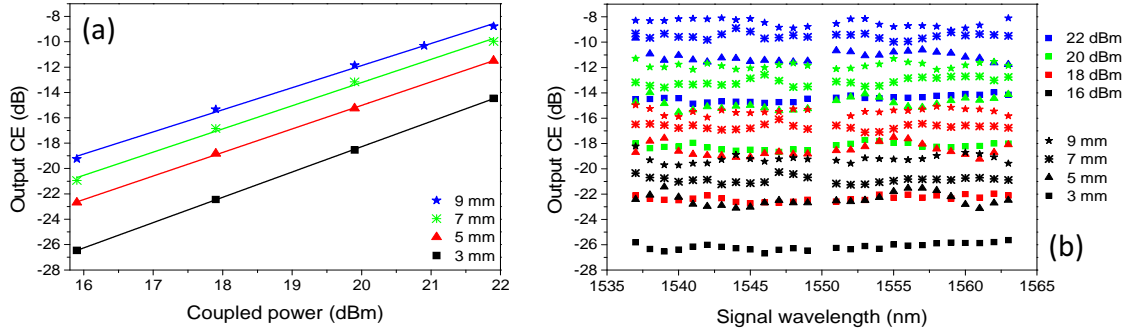 (a)
Output CE (dB)
-8
-10
-12
-14
-16
-18
-20
-22
-24
-26
-28
9 mm
7 mm
5 mm
3 mm
16 17 18 19 20 21 22
Coupled power (dBm)
Output CE (dB)
-8
-10
-12
-14
-16
-18
-20
-22
-24
-26
-28
22 dBm
20 dBm
18 dBm
16 dBm
9 mm
7 mm
5 mm
3 mm
(b)
1535 1540 1545 1550 1555 1560 1565
Signal wavelength (nm)